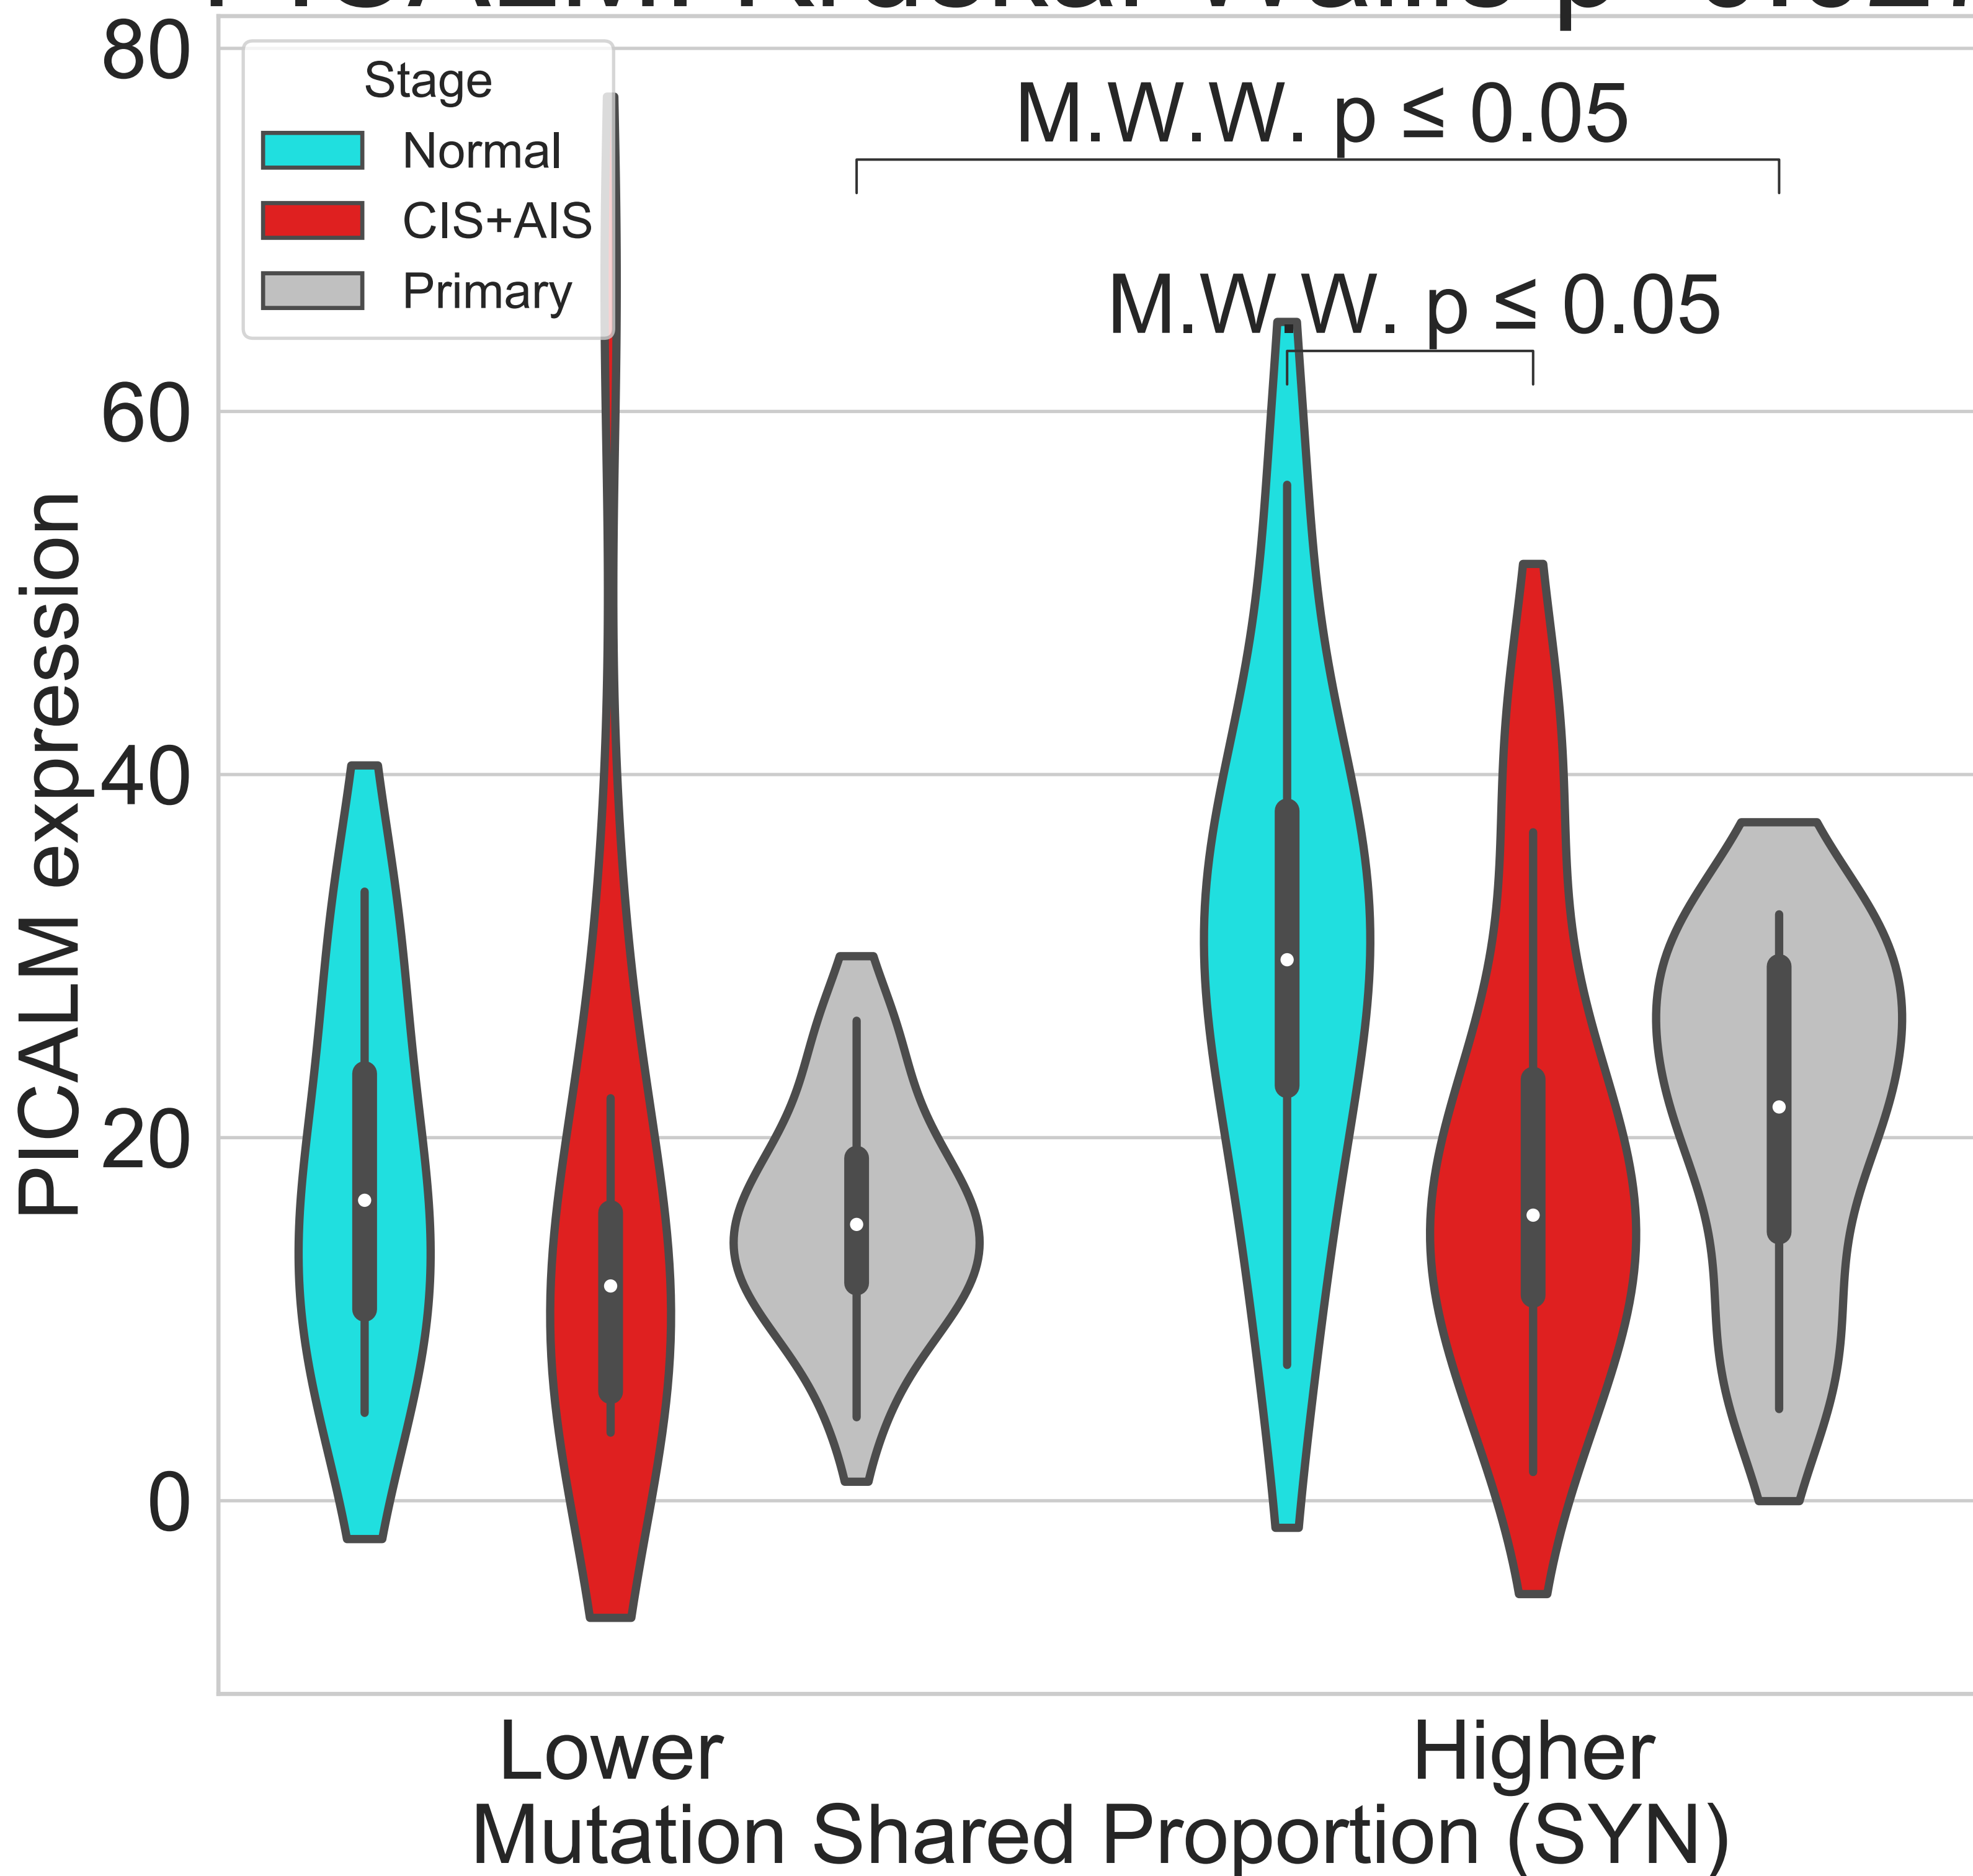 80
Stage
Normal
CIS+AIS
Primary
M.W.W. p ≤ 0.05
M.W.W. p ≤ 0.05
60
40
20
0
PICALM expression
Lower
Higher
Mutation Shared Proportion (SYN)